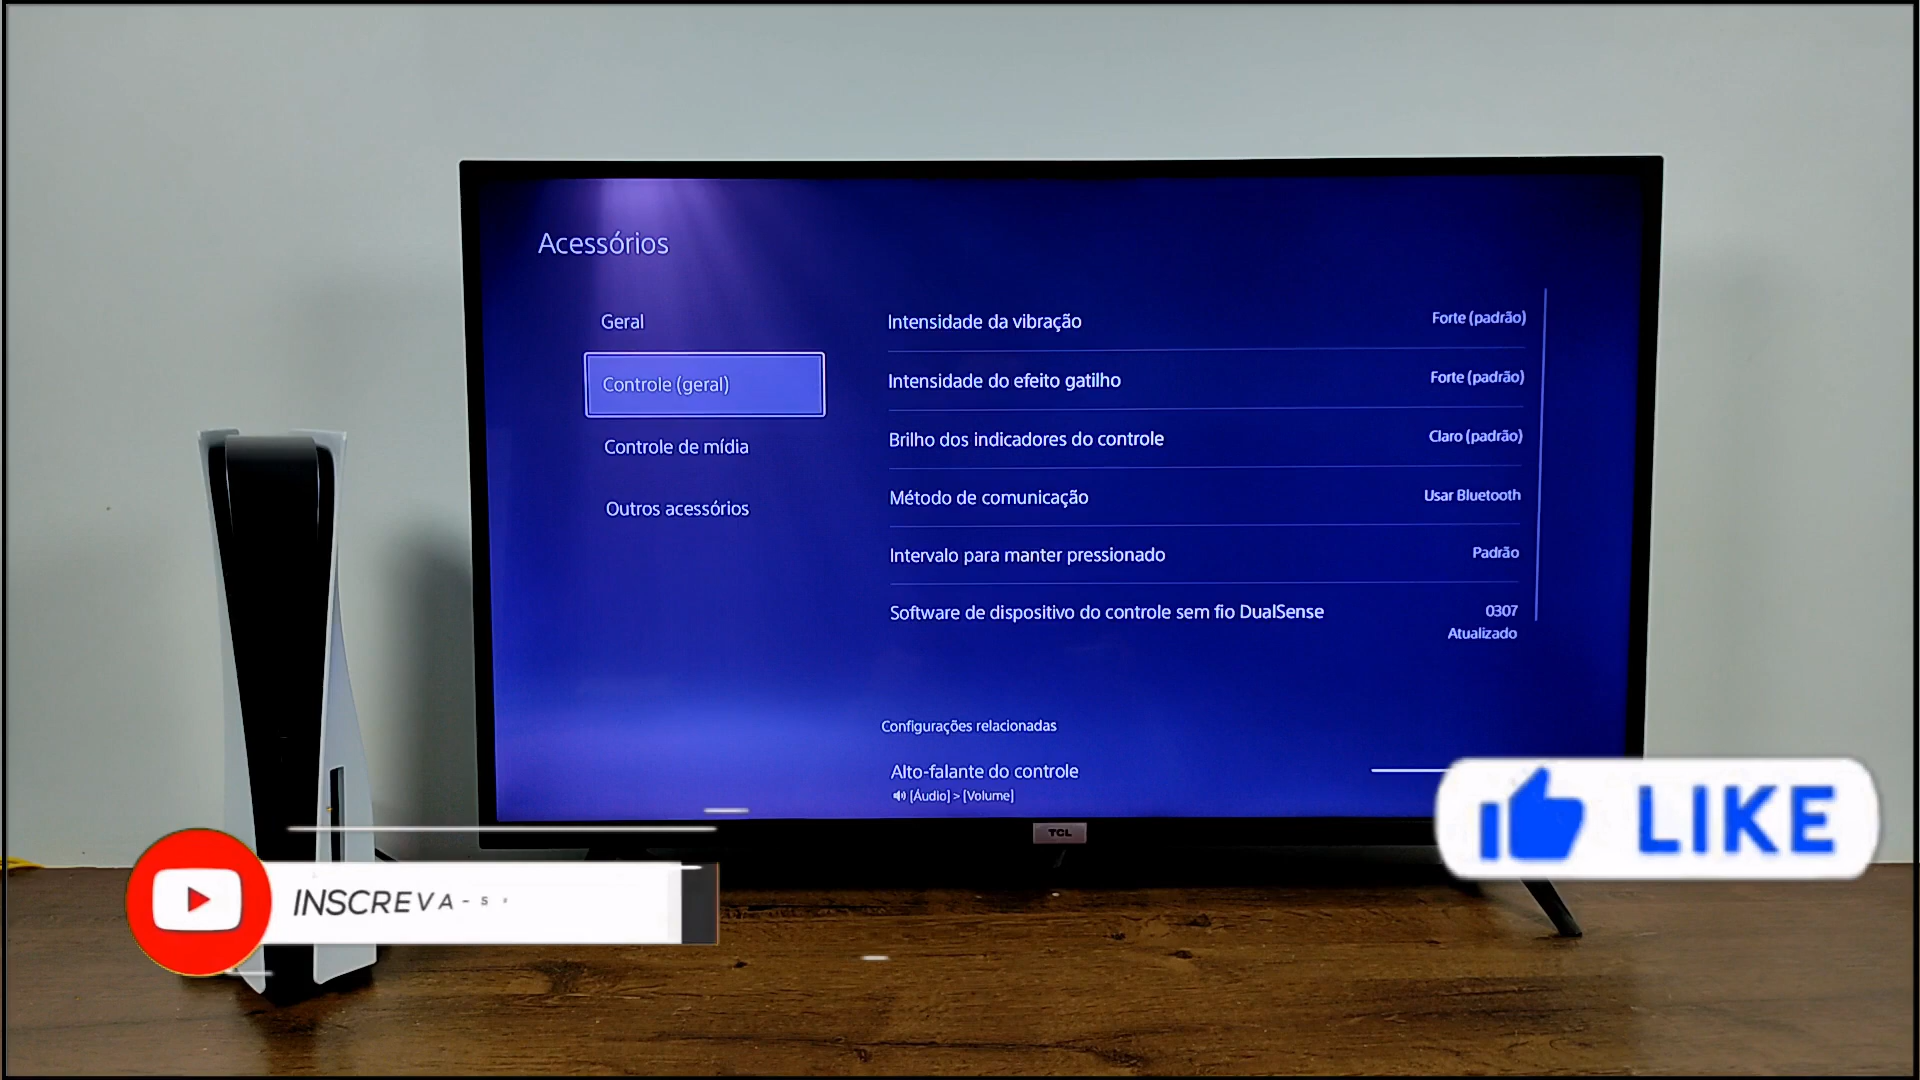 Acessórios
Geral
Controle (geral)
Controle de mídia
Outros acessórios
Intensidade da vibração Forte (padrão)
Intensidade do efeito gatilho Forte (padrão)
Brilho dos indicadores do controle Claro (padrão)
Método de comunicação Usar Bluetooth
Intervalo para manter pressionado Padrão
Software de dispositivo do controle sem fio DualSense 0307
Atualizado
Configurações relacionadas
Alto-falante do controle
[Áudio] > [Volume]
TCL
INSCREVA-S
LIKE